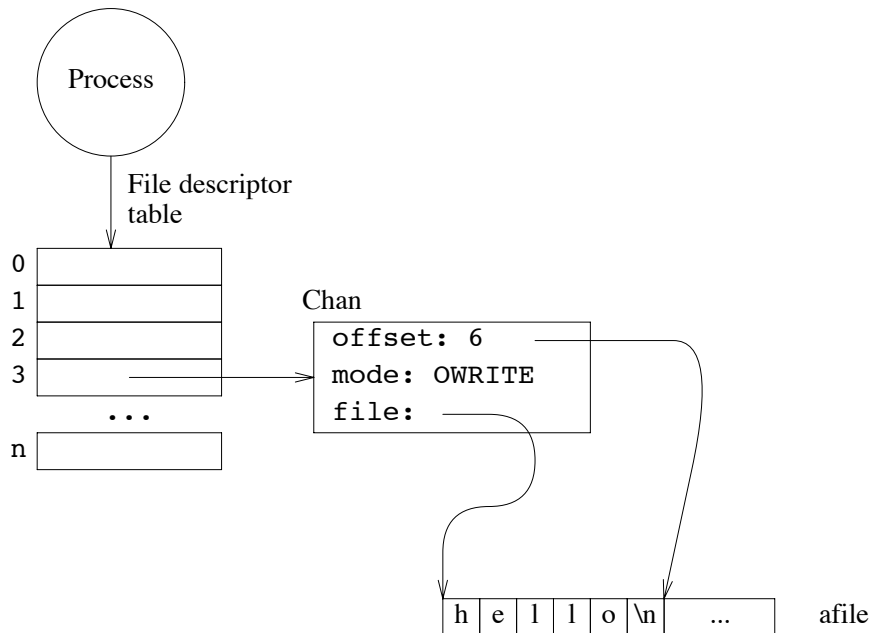 Process
File descriptor
table
0
1
2
3
...
n
Chan
offset: 6
mode: OWRITE
file:
h e l l o \n ... afile